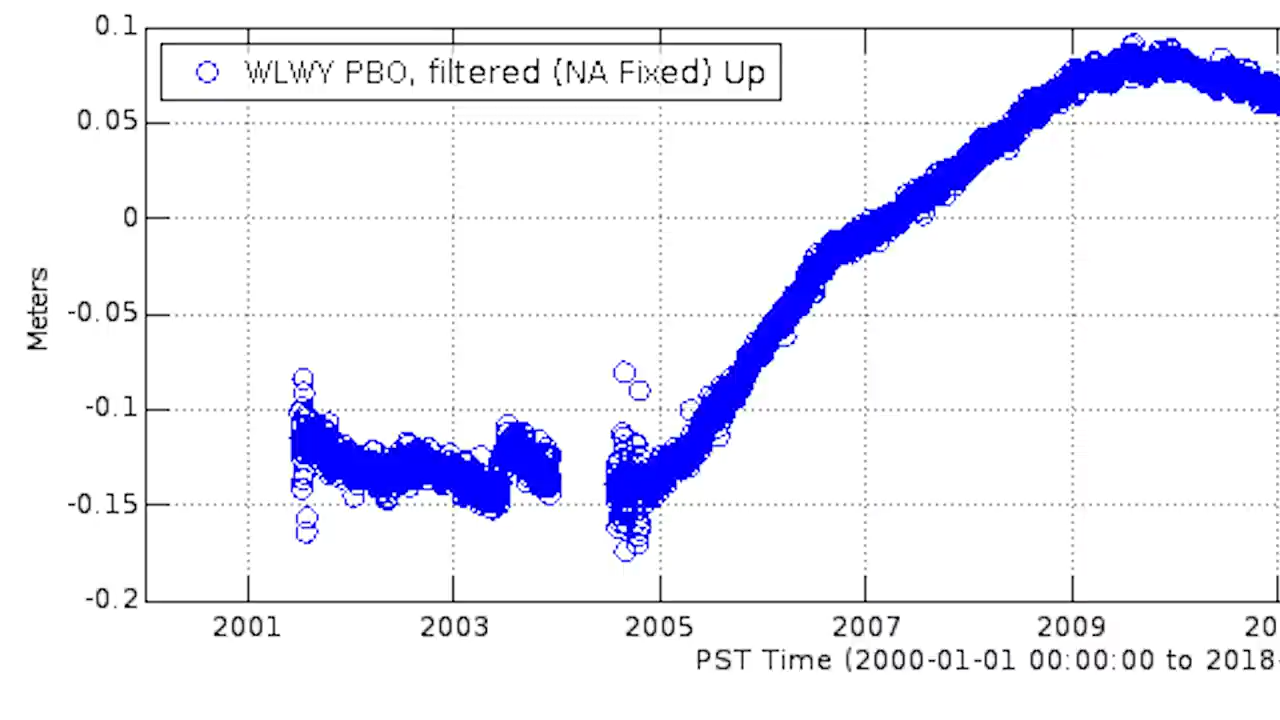 0.1
WLWY PBO, filtered (NA Fixed) Up
0.05
0
-0.05
Meters
-0.1
-0.15
-0.2
2001 2003 2005 2007 2009 20
PST Time (2000-01-01 00:00:00 to 2018-